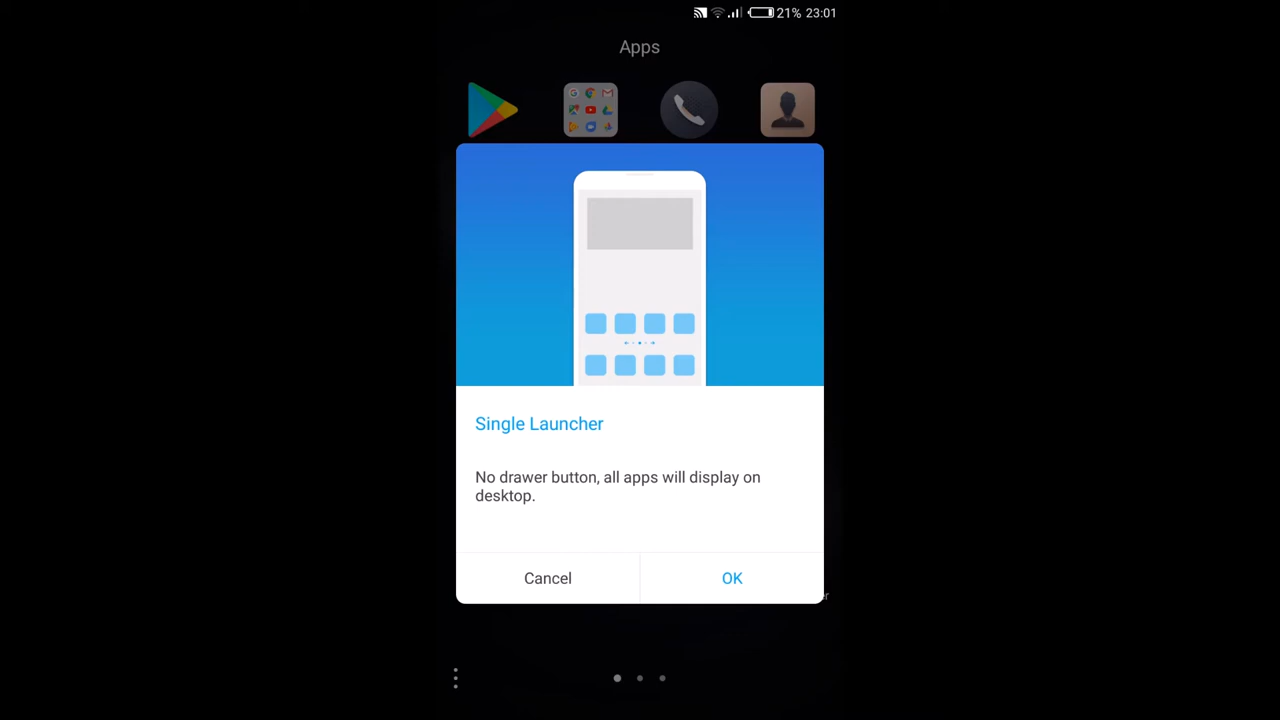 21% 23:01
Apps
Single Launcher
No drawer button, all apps will display on
desktop.
Cancel
OK